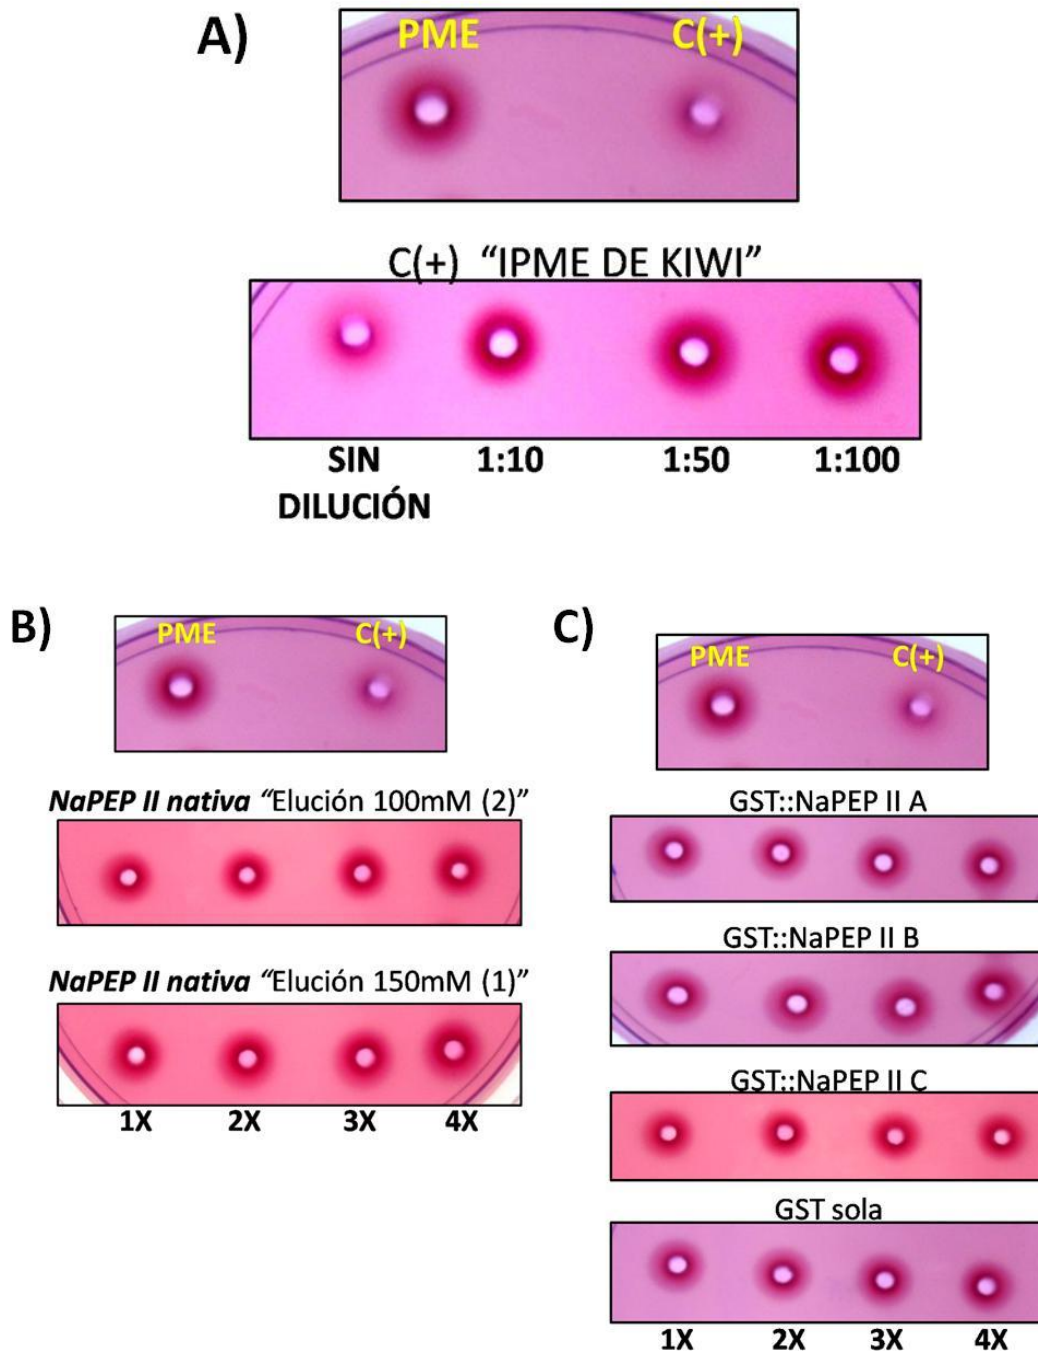 A)
PME C(+)
C(+) “IPME DE KIWI”
SIN 1:10 1:50 1:100
DILUCIÓN
B)
PME C(+)
NaPEP II nativa “Elución 100mM (2)”
NaPEP II nativa “Elución 150mM (1)”
1X 2X 3X 4X
C)
PME C(+)
GST::NaPEP II A
GST::NaPEP II B
GST::NaPEP II C
GST sola
1X 2X 3X 4X